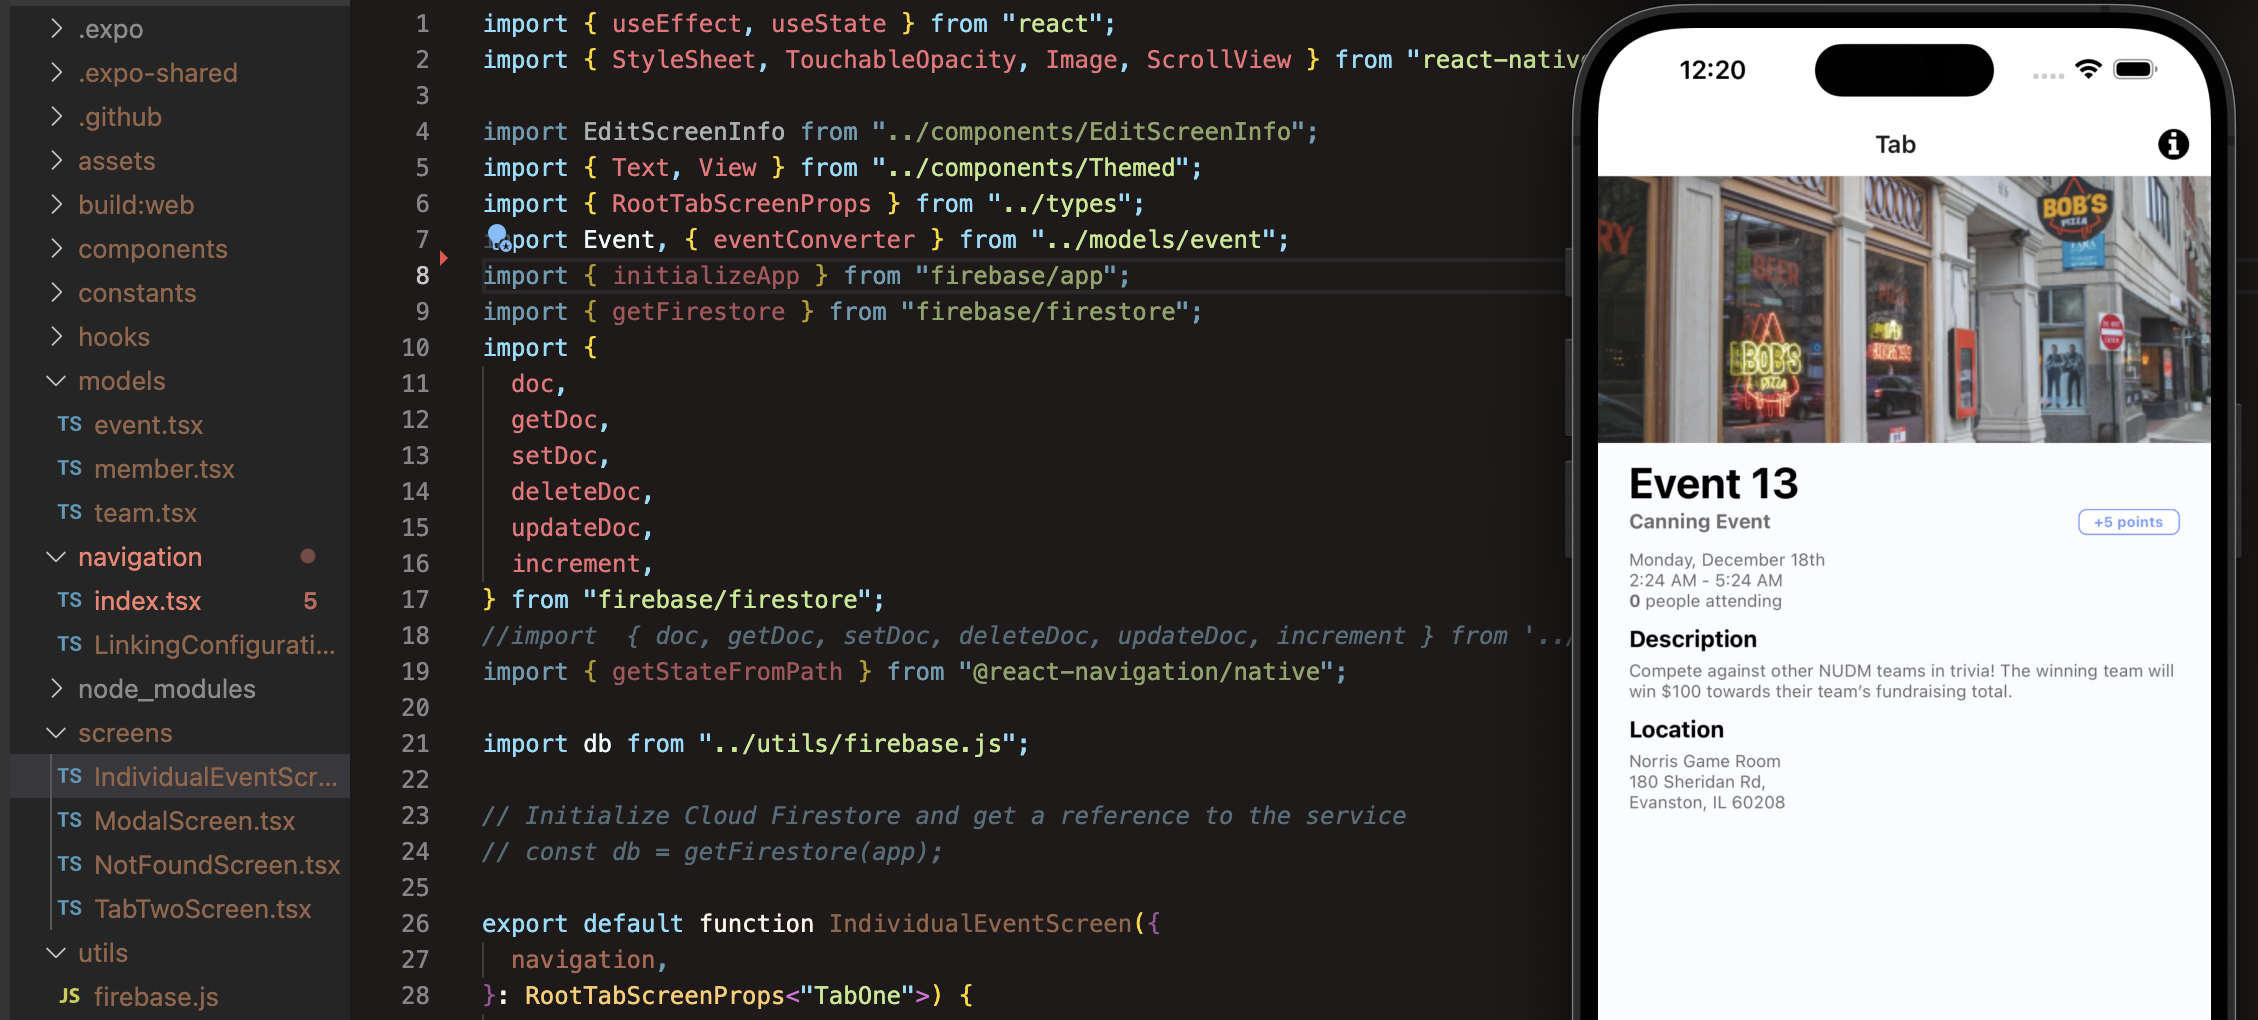 .expo
.expo-shared
.github
assets
build:web
components
constants
hooks
models
TS event.tsx
TS member.tsx
TS team.tsx
navigation
TS index.tsx 5
TS LinkingConfigurati...
node_modules
screens
TS IndividualEventScr...
TS ModalScreen.tsx
TS NotFoundScreen.tsx
TS TabTwoScreen.tsx
utils
JS firebase.js
1 import { useEffect, useState } from "react";
2 import { StyleSheet, TouchableOpacity, Image, ScrollView } from "react-native
3
4 import EditScreenInfo from "../components/EditScreenInfo";
5 import { Text, View } from "../components/Themed";
6 import { RootTabScreenProps } from "../types";
7 import Event, { eventConverter } from "../models/event";
8 import { initializeApp } from "firebase/app";
9 import { getFirestore } from "firebase/firestore";
10 import {
11 doc,
12 getDoc,
13 setDoc,
14 deleteDoc,
15 updateDoc,
16 increment,
17 } from "firebase/firestore";
18 //import  { doc, getDoc, setDoc, deleteDoc, updateDoc, increment } from '../
19 import { getStateFromPath } from "@react-navigation/native";
20
21 import db from "../utils/firebase.js";
22
23 // Initialize Cloud Firestore and get a reference to the service
24 // const db = getFirestore(app);
25
26 export default function IndividualEventScreen({
27 navigation,
28 }: RootTabScreenProps<"TabOne">) {
12:20
Tab
BOB'S
PIZZA
BEER
BOB'S
PIZZA
Event 13
Canning Event
+5 points
Monday, December 18th
2:24 AM - 5:24 AM
0 people attending
Description
Compete against other NUDM teams in trivia! The winning team will
win $100 towards their team's fundraising total.
Location
Norris Game Room
180 Sheridan Rd,
Evanston, IL 60208